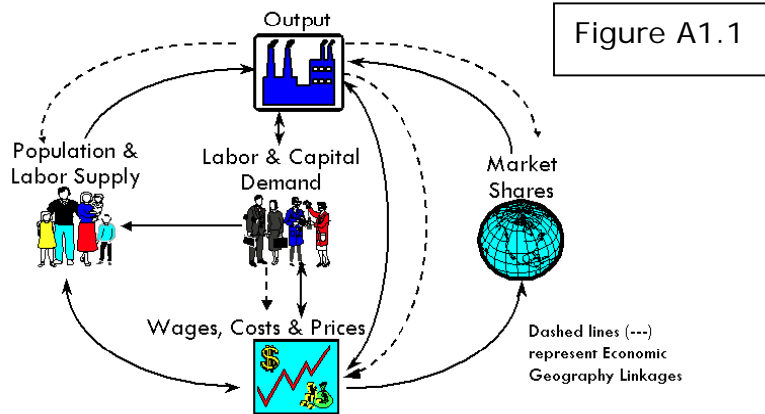 Output
Figure A1.1
Population &
Labor Supply
Labor & Capital
Demand
Market
Shares
Wages, Costs & Prices
$
$
$
Dashed lines (---)
represent Economic
Geography Linkages